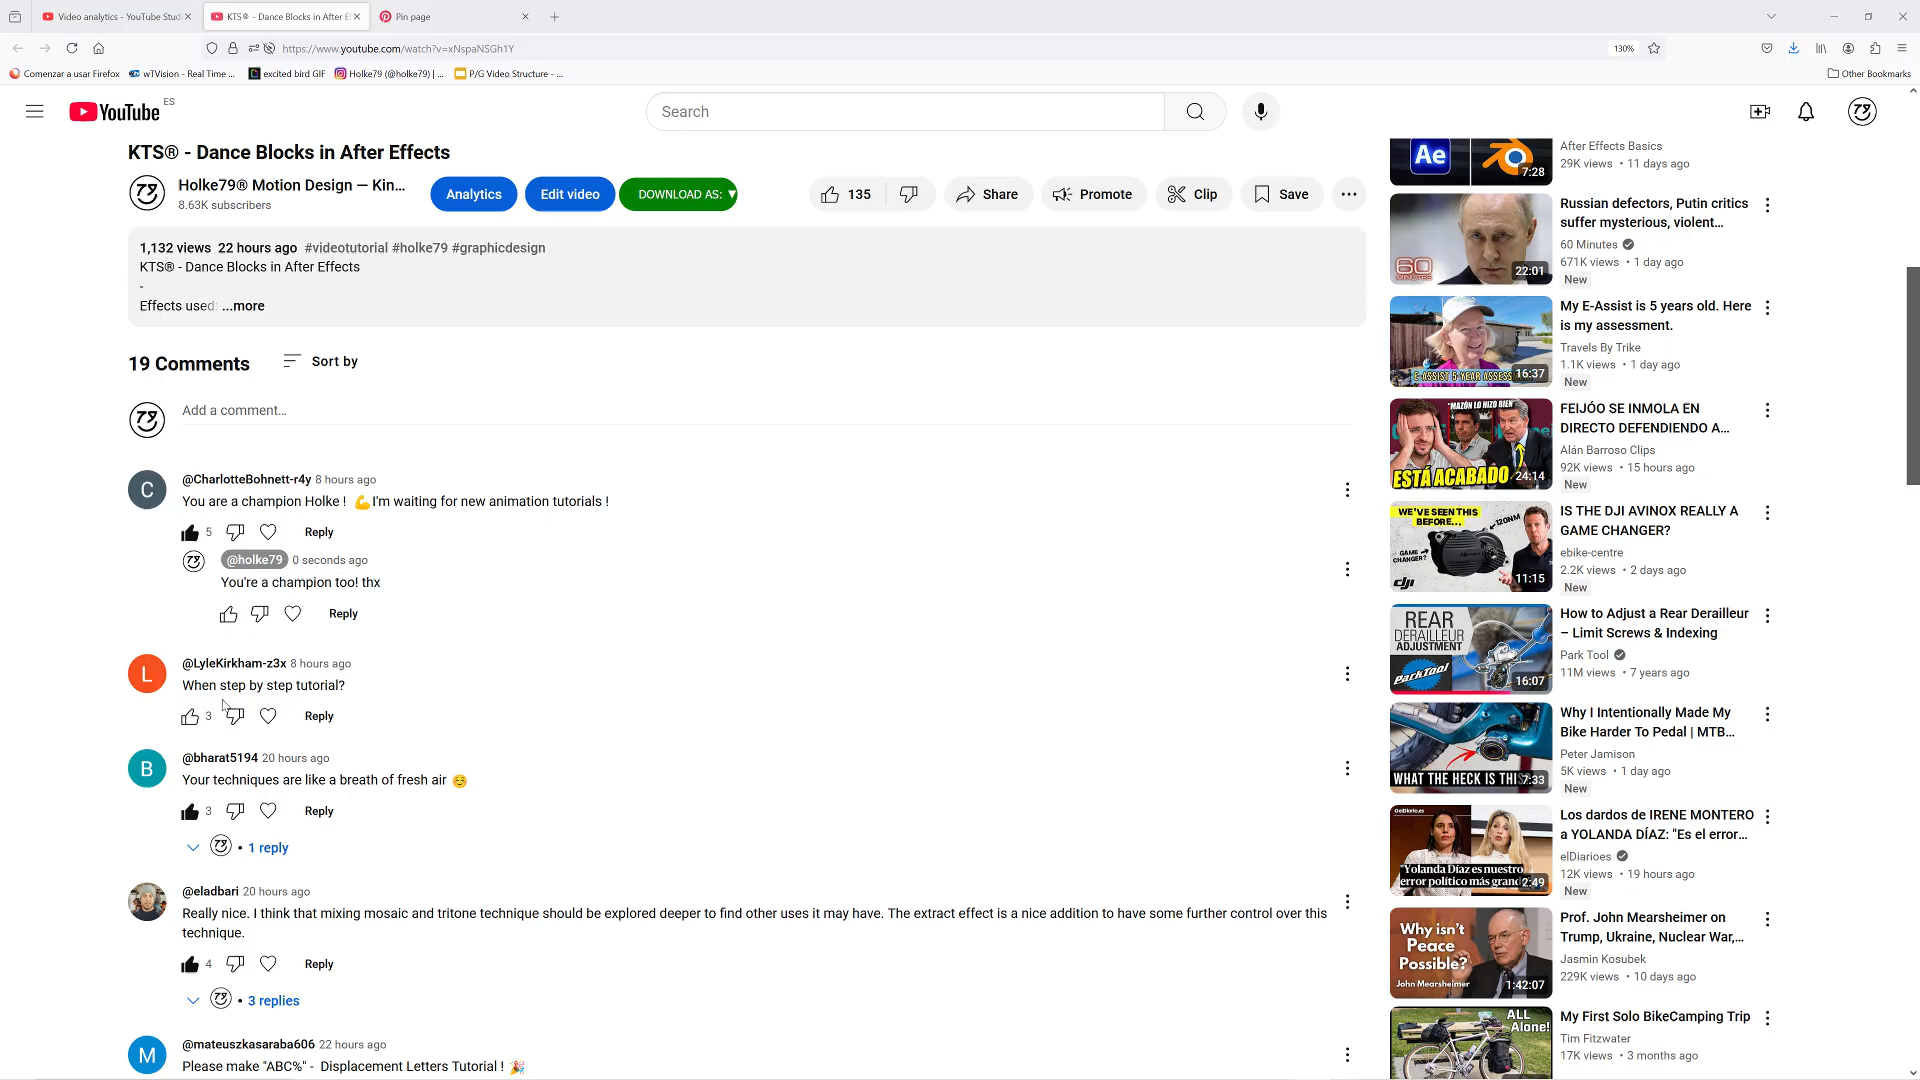 Video analytics - YouTube Stud
KTS® - Dance Blocks in After E
Pin page
https://www.youtube.com/watch?v=xNspaNSGh1Y
130%
Comenzar a usar Firefox
wTVision - Real Time ...
excited bird GIF
Holke79 (@holke79) | ...
P/G Video Structure - ...
Other Bookmarks
YouTube
ES
Search
KTS® - Dance Blocks in After Effects
Holke79® Motion Design — Kin...
8.63K subscribers
Analytics
Edit video
DOWNLOAD AS: ▼
135
Share
Promote
Clip
Save
1,132 views 22 hours ago #videotutorial #holke79 #graphicdesign
KTS® - Dance Blocks in After Effects
-
Effects used: ...more
19 Comments
Sort by
Add a comment...
C
@CharlotteBohnett-r4y 8 hours ago
You are a champion Holke ! 💪I'm waiting for new animation tutorials !
5
Reply
@holke79 0 seconds ago
You're a champion too! thx
Reply
L
@LyleKirkham-z3x 8 hours ago
When step by step tutorial?
3
Reply
B
@bharat5194 20 hours ago
Your techniques are like a breath of fresh air ☺️
3
Reply
• 1 reply
@eladbari 20 hours ago
Really nice. I think that mixing mosaic and tritone technique should be explored deeper to find other uses it may have. The extract effect is a nice addition to have some further control over this
technique.
4
Reply
• 3 replies
M
@mateuszkasaraba606 22 hours ago
Please make "ABC%" - Displacement Letters Tutorial ! 🎉
Ae
7:28
After Effects Basics
29K views • 11 days ago
60
MINUTES
22:01
Russian defectors, Putin critics
suffer mysterious, violent...
60 Minutes
671K views • 1 day ago
New
E-ASSIST 5-YEAR ASSESS
16:37
My E-Assist is 5 years old. Here
is my assessment.
Travels By Trike
1.1K views • 1 day ago
New
"MAZÓN LO HIZO BIEN"
ESTÁ ACABADO
24:14
FEIJÓO SE INMOLA EN
DIRECTO DEFENDIENDO A...
Alán Barroso Clips
92K views • 15 hours ago
New
WE'VE SEEN THIS
BEFORE...
120NM
GAME
CHANGER?
dji
11:15
IS THE DJI AVINOX REALLY A
GAME CHANGER?
ebike-centre
2.2K views • 2 days ago
New
REAR
DERAILLEUR
ADJUSTMENT
ParkTool
16:07
How to Adjust a Rear Derailleur
– Limit Screws & Indexing
Park Tool
11M views • 7 years ago
WHAT THE HECK IS THIS
7:33
Why I Intentionally Made My
Bike Harder To Pedal | MTB...
Peter Jamison
5K views • 1 day ago
New
ElDiario.es
"Yolanda Díaz es nuestro
error político más grand
2:49
Los dardos de IRENE MONTERO
a YOLANDA DÍAZ: "Es el error...
elDiarioes
12K views • 19 hours ago
New
Why isn't
Peace
Possible?
John Mearsheimer
1:42:07
Prof. John Mearsheimer on
Trump, Ukraine, Nuclear War,...
Jasmin Kosubek
229K views • 10 days ago
ALL
Alone!
My First Solo BikeCamping Trip
Tim Fitzwater
17K views • 3 months ago